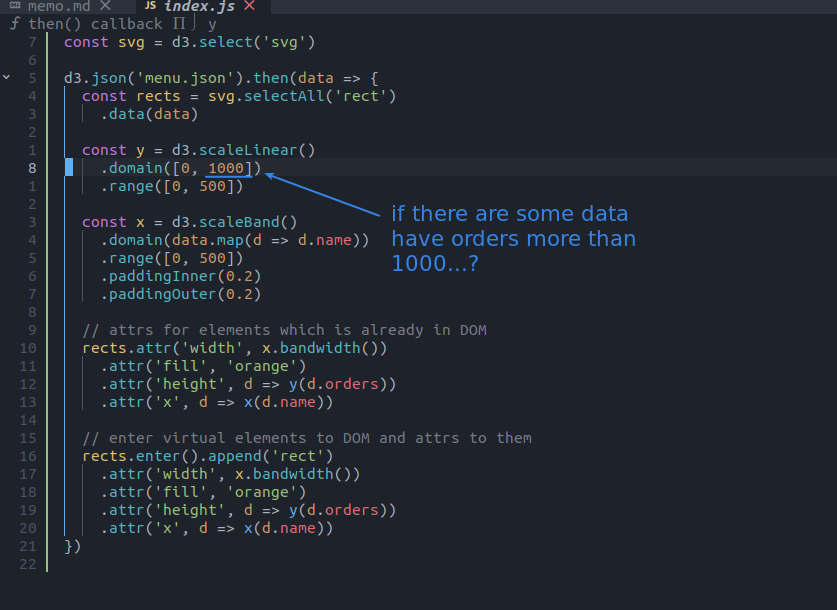 memo.md
JS index.js
then() callback y
7 const svg = d3.select('svg')
6
5 d3.json('menu.json').then(data => {
4 const rects = svg.selectAll('rect')
3 .data(data)
2
1 const y = d3.scaleLinear()
8 .domain([0, 1000])
1 .range([0, 500])
2
3 const x = d3.scaleBand()
4 .domain(data.map(d => d.name))
5 .range([0, 500])
6 .paddingInner(0.2)
7 .paddingOuter(0.2)
if there are some data
have orders more than
1000...?
8
9 // attrs for elements which is already in DOM
10 rects.attr('width', x.bandwidth())
11 .attr('fill', 'orange')
12 .attr('height', d => y(d.orders))
13 .attr('x', d => x(d.name))
14
15 // enter virtual elements to DOM and attrs to them
16 rects.enter().append('rect')
17 .attr('width', x.bandwidth())
18 .attr('fill', 'orange')
19 .attr('height', d => y(d.orders))
20 .attr('x', d => x(d.name))
21 })
22